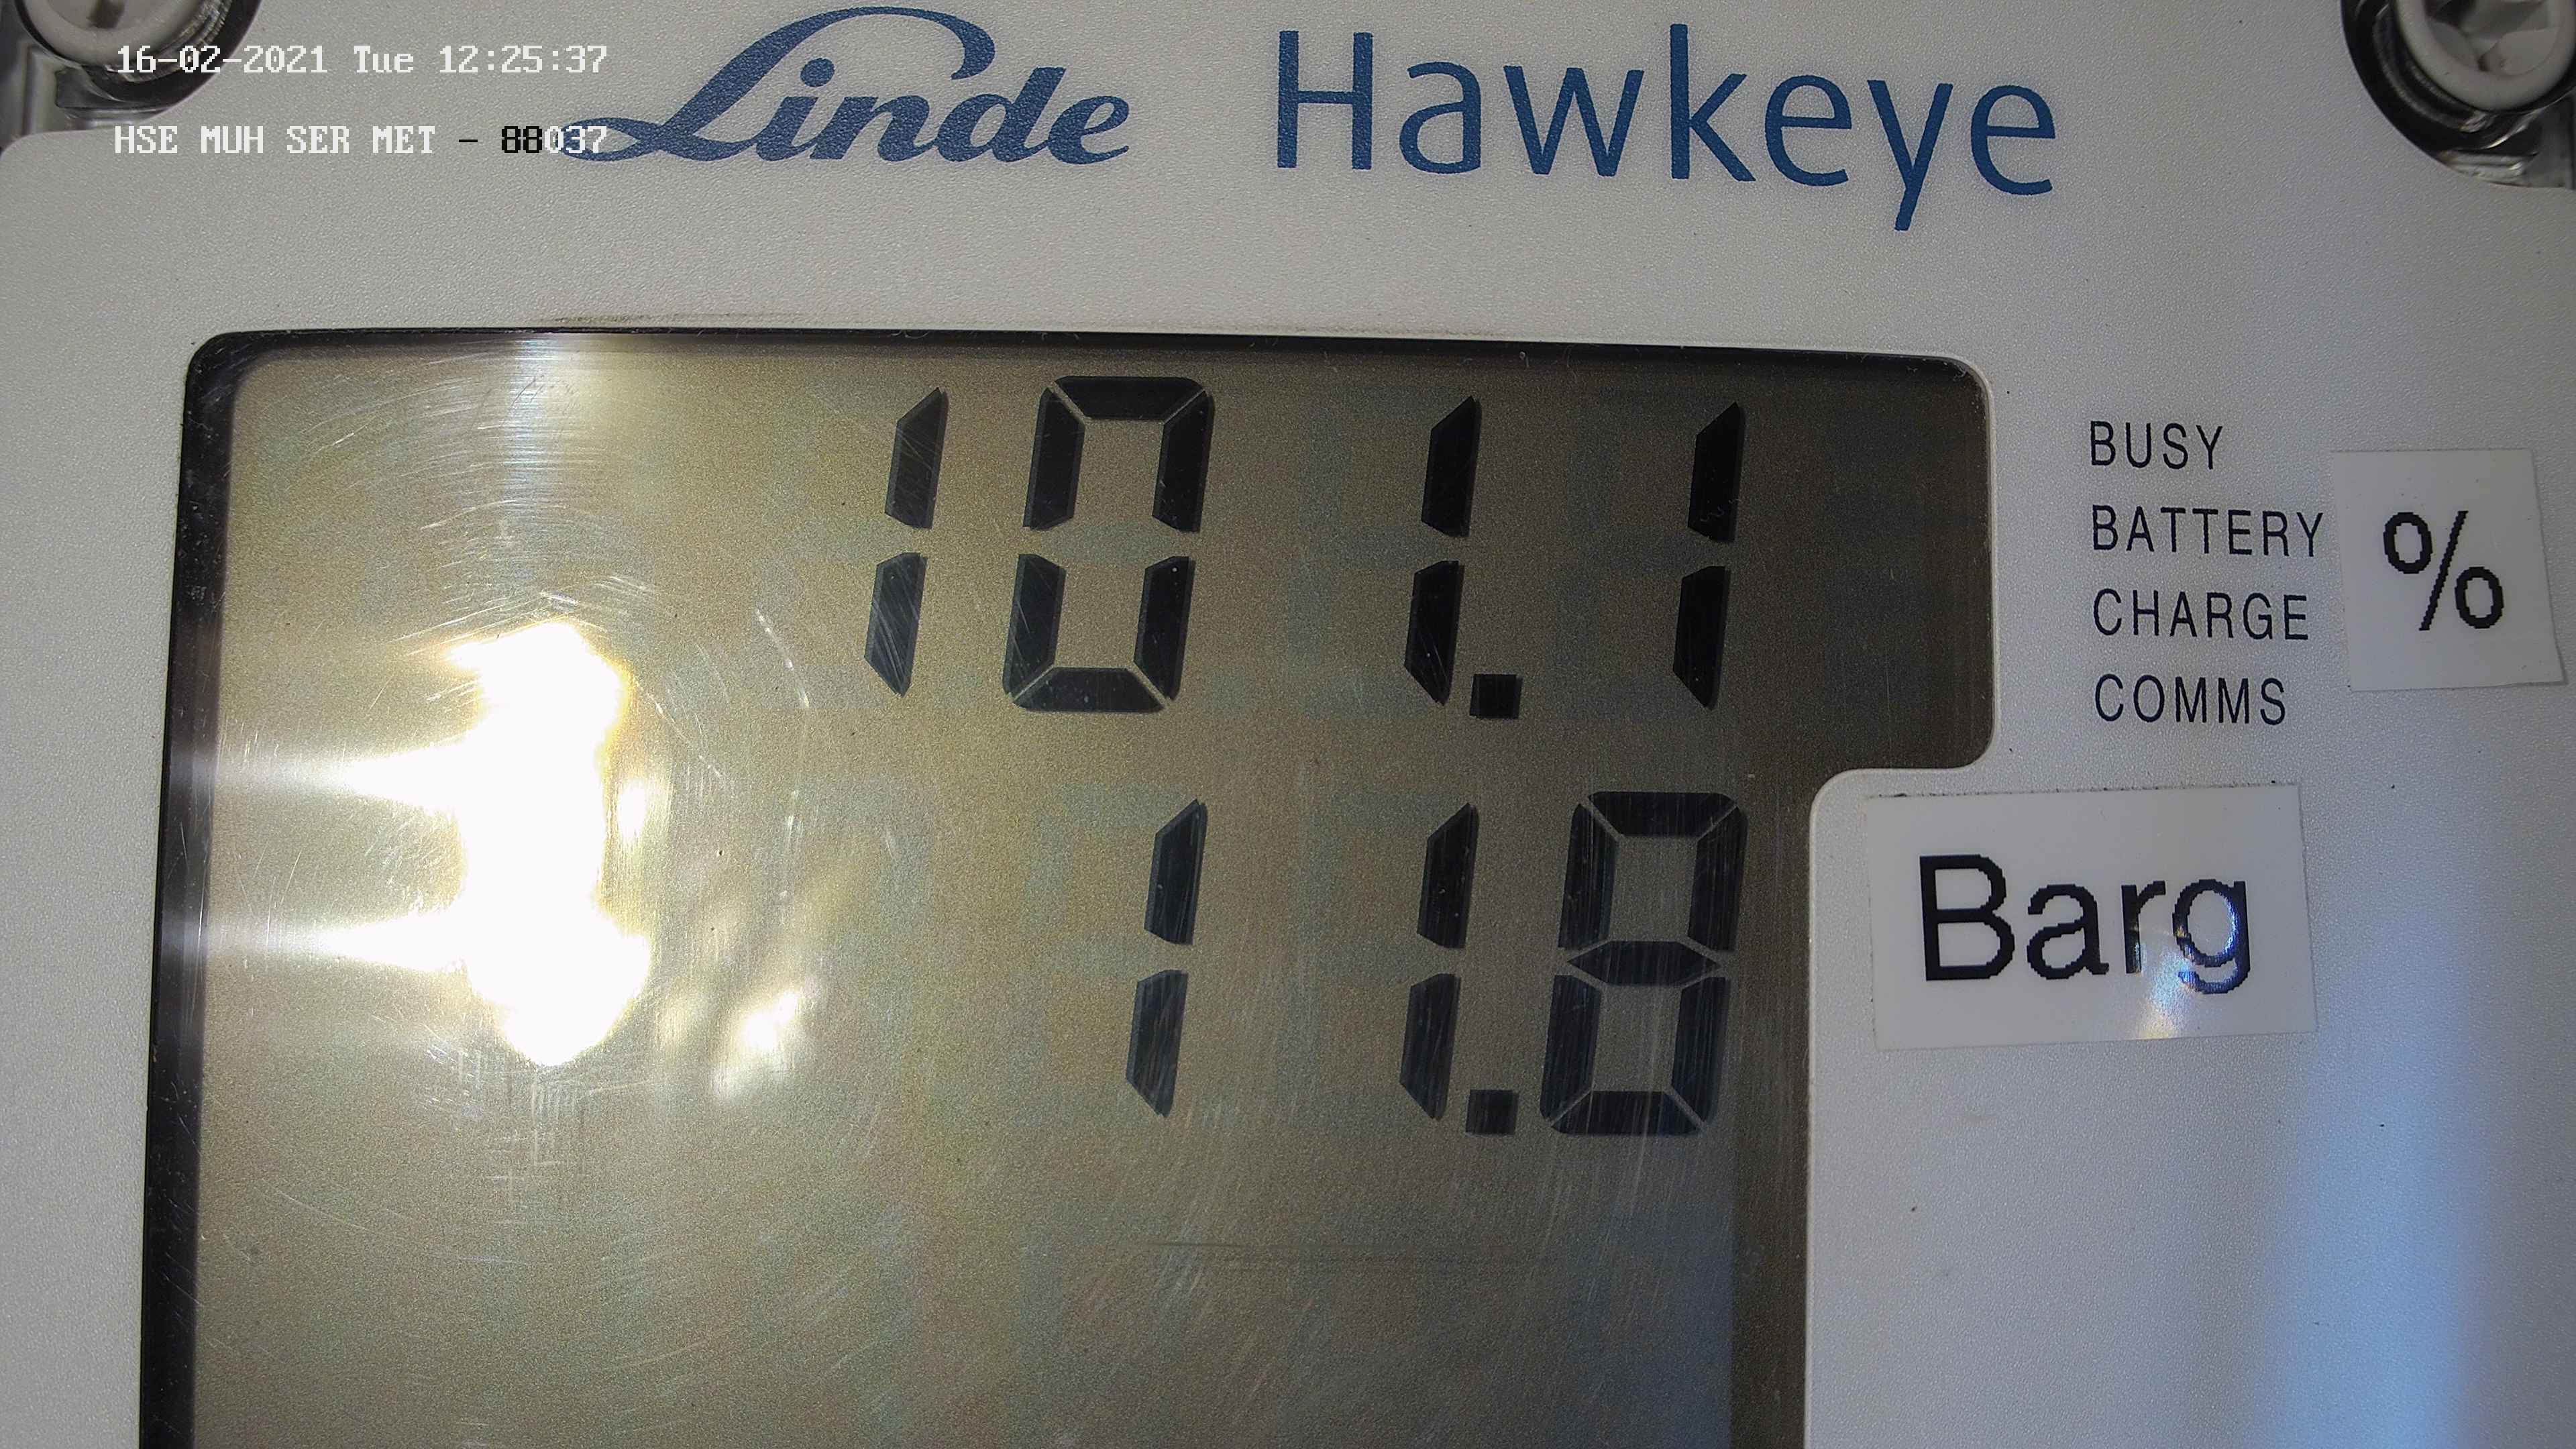 16-02-2021 Tue 12:25:37
HSE MUH SER MET - 88037
Linde Hawkeye
101.1
BUSY
BATTERY
CHARGE
COMMS
%
11.8
Barg